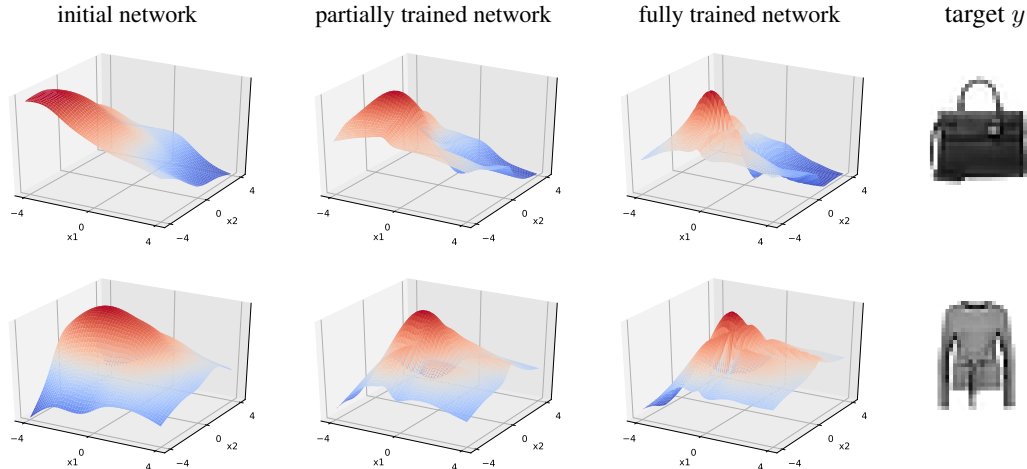 initial network partially trained network fully trained network target y
−4 0 4 x1 −4 0 4 x2 −4 0 4 x1 −4 0 4 x2 −4 0 4 x1 −4 0 4 x2
−4 0 4 x1 −4 0 4 x2 −4 0 4 x1 −4 0 4 x2 −4 0 4 x1 −4 0 4 x2